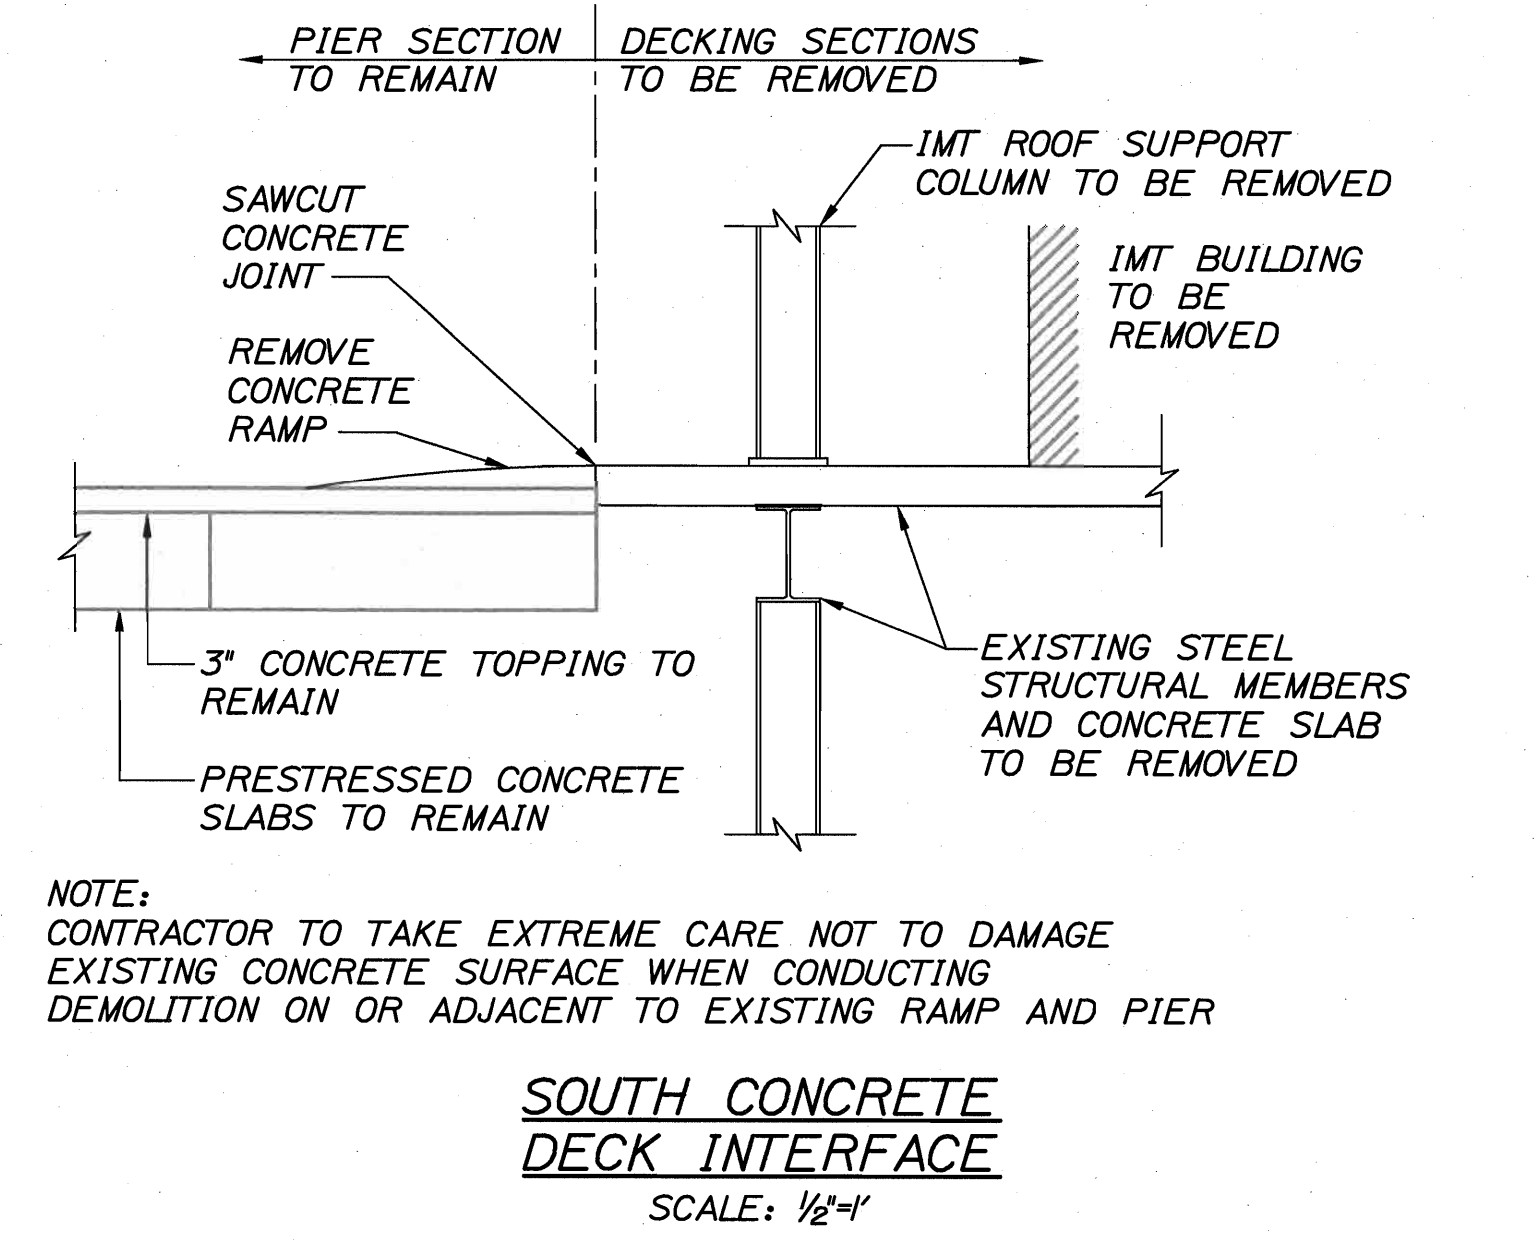 PIER SECTION
TO REMAIN
DECKING SECTIONS
TO BE REMOVED
IMT ROOF SUPPORT
COLUMN TO BE REMOVED
SAWCUT
CONCRETE
JOINT
IMT BUILDING
TO BE
REMOVED
REMOVE
CONCRETE
RAMP
3" CONCRETE TOPPING TO
REMAIN
EXISTING STEEL
STRUCTURAL MEMBERS
AND CONCRETE SLAB
TO BE REMOVED
PRESTRESSED CONCRETE
SLABS TO REMAIN
NOTE:
CONTRACTOR TO TAKE EXTREME CARE NOT TO DAMAGE
EXISTING CONCRETE SURFACE WHEN CONDUCTING
DEMOLITION ON OR ADJACENT TO EXISTING RAMP AND PIER
SOUTH CONCRETE
DECK INTERFACE
SCALE: 1/2"=1'